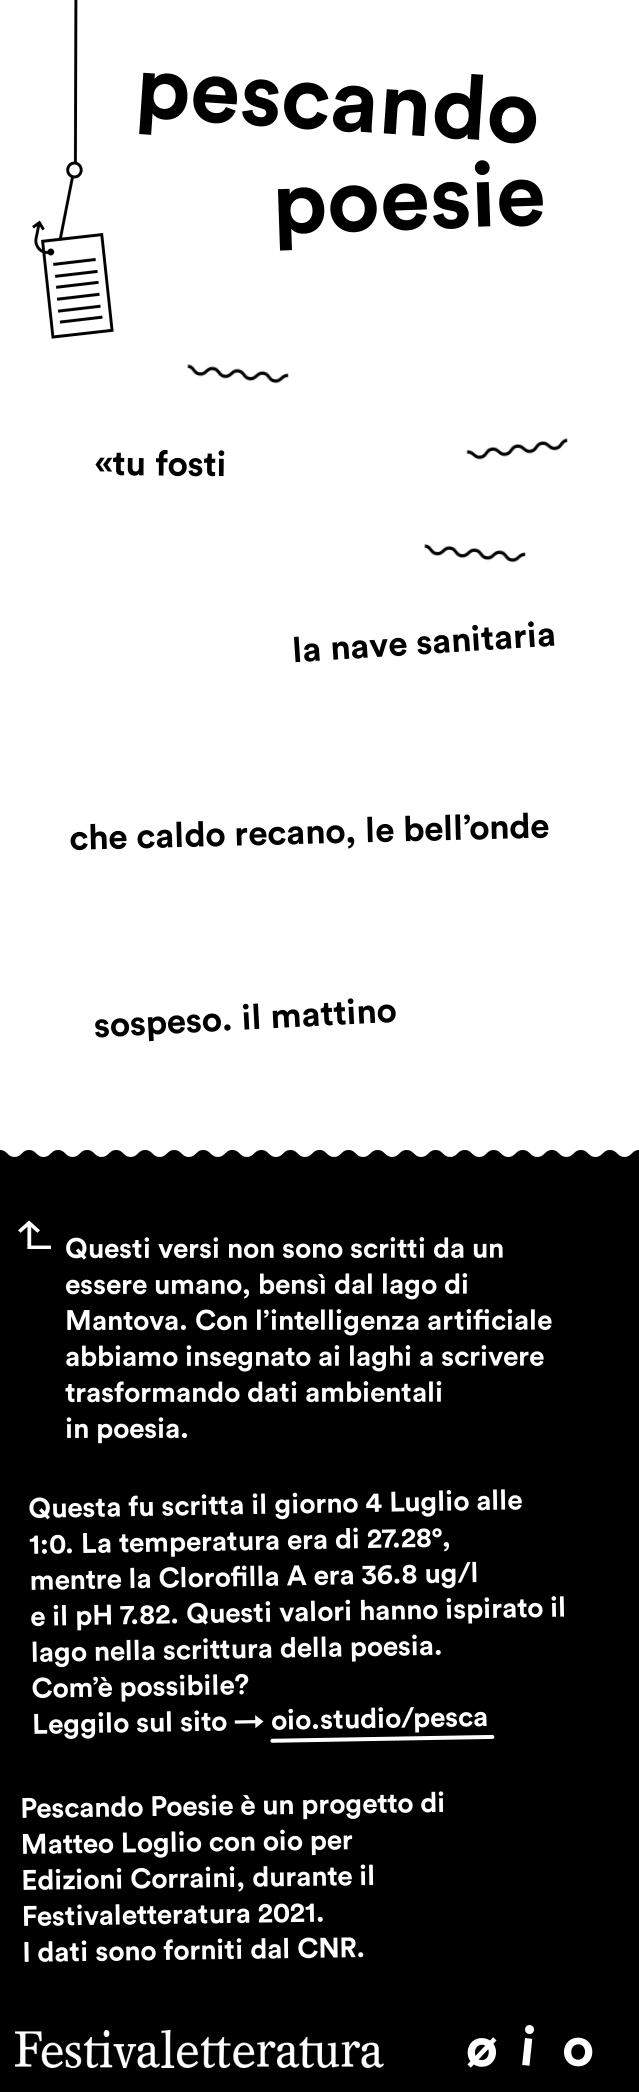 pescando
poesie
«tu fosti
la nave sanitaria
che caldo recano, le bell’onde
sospeso. il mattino
Questi versi non sono scritti da un
essere umano, bensì dal lago di
Mantova. Con l’intelligenza artificiale
abbiamo insegnato ai laghi a scrivere
trasformando dati ambientali
in poesia.
Questa fu scritta il giorno 4 Luglio alle
1:0. La temperatura era di 27.28°,
mentre la Clorofilla A era 36.8 ug/l
e il pH 7.82. Questi valori hanno ispirato il
lago nella scrittura della poesia.
Com’è possibile?
Leggilo sul sito → oio.studio/pesca
Pescando Poesie è un progetto di
Matteo Loglio con oio per
Edizioni Corraini, durante il
Festivaletteratura 2021.
I dati sono forniti dal CNR.
Festivaletteratura ø i o